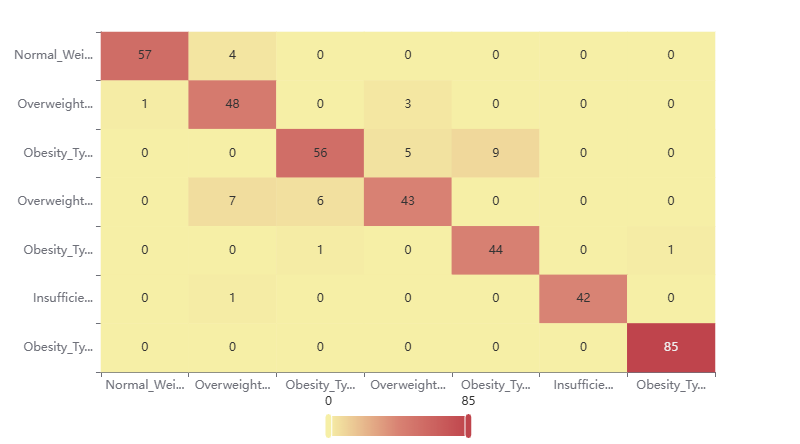 Normal_Wei... 57 4 0 0 0 0 0
Overweight... 1 48 0 3 0 0 0
Obesity_Ty... 0 0 56 5 9 0 0
Overweight... 0 7 6 43 0 0 0
Obesity_Ty... 0 0 1 0 44 0 1
Insufficie... 0 1 0 0 0 42 0
Obesity_Ty... 0 0 0 0 0 0 85
Normal_Wei... Overweight... Obesity_Ty... Overweight... Obesity_Ty... Insufficie... Obesity_Ty...
0 85